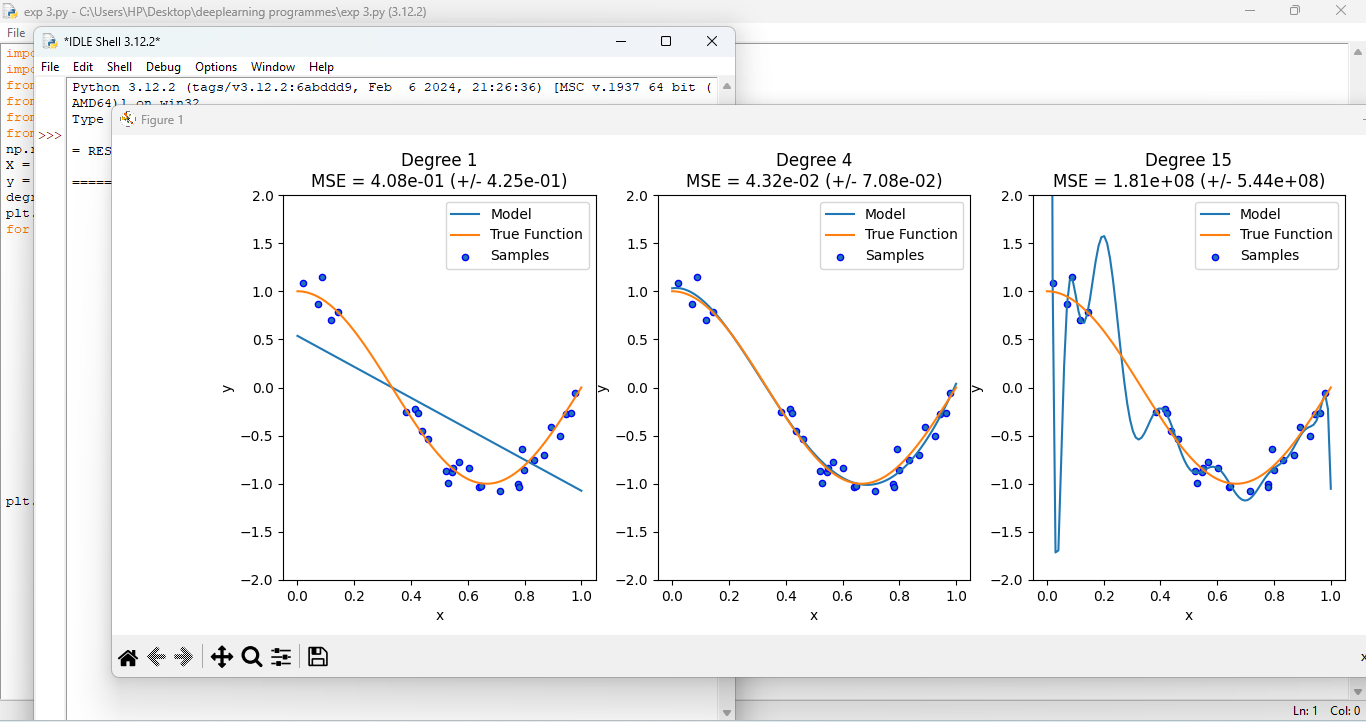 exp 3.py - C:\Users\HP\Desktop\deeplearning programmes\exp 3.py (3.12.2)
File
*IDLE Shell 3.12.2*
File Edit Shell Debug Options Window Help
Python 3.12.2 (tags/v3.12.2:6abddd9, Feb 6 2024, 21:26:36) [MSC v.1937 64 bit (
AMD64)] on win32
Type
>>>
= RES
=====
np.
X =
y =
plt.
for
plt.
Figure 1
Degree 1
MSE = 4.08e-01 (+/- 4.25e-01)
2.0
1.5
1.0
0.5
0.0
−0.5
−1.0
−1.5
−2.0
y
Model
True Function
Samples
0.0 0.2 0.4 0.6 0.8 1.0
x
Degree 4
MSE = 4.32e-02 (+/- 7.08e-02)
2.0
1.5
1.0
0.5
0.0
−0.5
−1.0
−1.5
−2.0
y
Model
True Function
Samples
0.0 0.2 0.4 0.6 0.8 1.0
x
Degree 15
MSE = 1.81e+08 (+/- 5.44e+08)
2.0
1.5
1.0
0.5
0.0
−0.5
−1.0
−1.5
−2.0
y
Model
True Function
Samples
0.0 0.2 0.4 0.6 0.8 1.0
x
Ln: 1 Col: 0